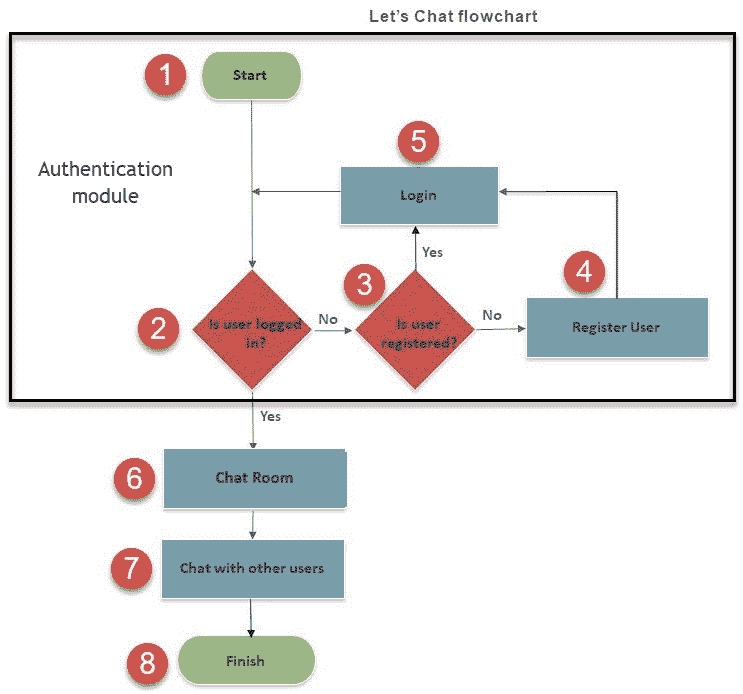 Let's Chat flowchart
1
Start
5
Authentication
module
Login
Yes
3
4
2
Is user logged
in?
No
Is user
registered?
No
Register User
Yes
6
Chat Room
7
Chat with other users
8
Finish